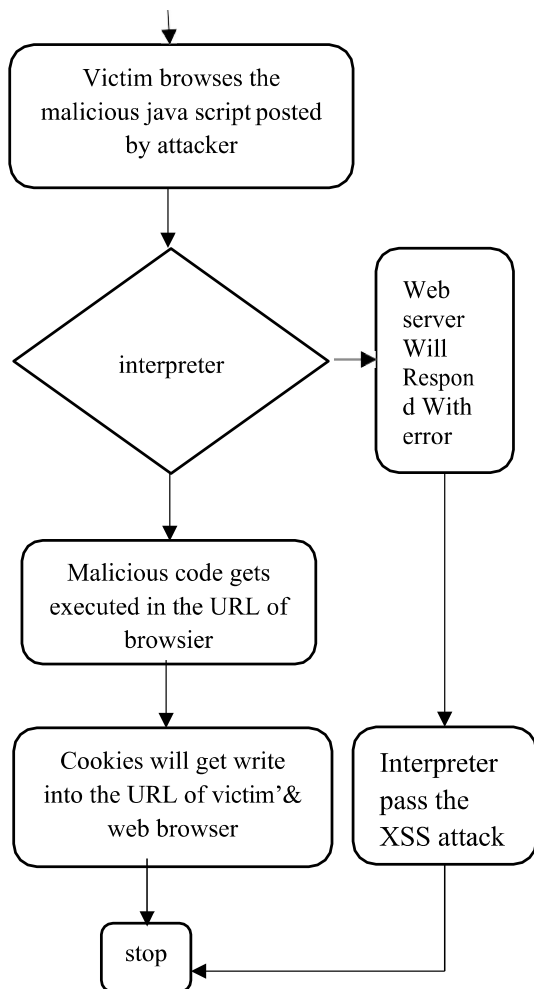 Victim browses the
malicious java script posted
by attacker
interpreter
Web
server
Will
Respon
d With
error
Malicious code gets
executed in the URL of
browsier
Cookies will get write
into the URL of victim'&
web browser
Interpreter
pass the
XSS attack
stop